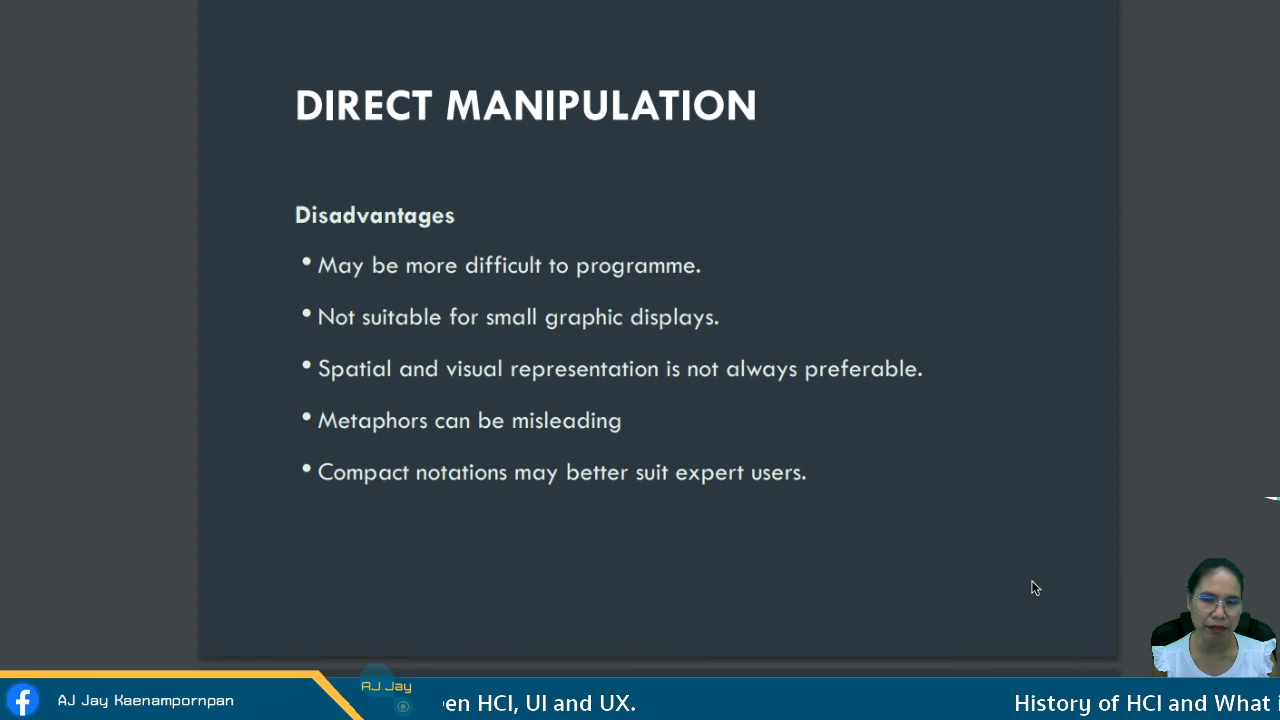 DIRECT MANIPULATION
Disadvantages
• May be more difficult to programme.
• Not suitable for small graphic displays.
• Spatial and visual representation is not always preferable.
• Metaphors can be misleading
• Compact notations may better suit expert users.
AJ Jay Kaenampornpan
AJ Jay
en HCI, UI and UX.
History of HCI and What